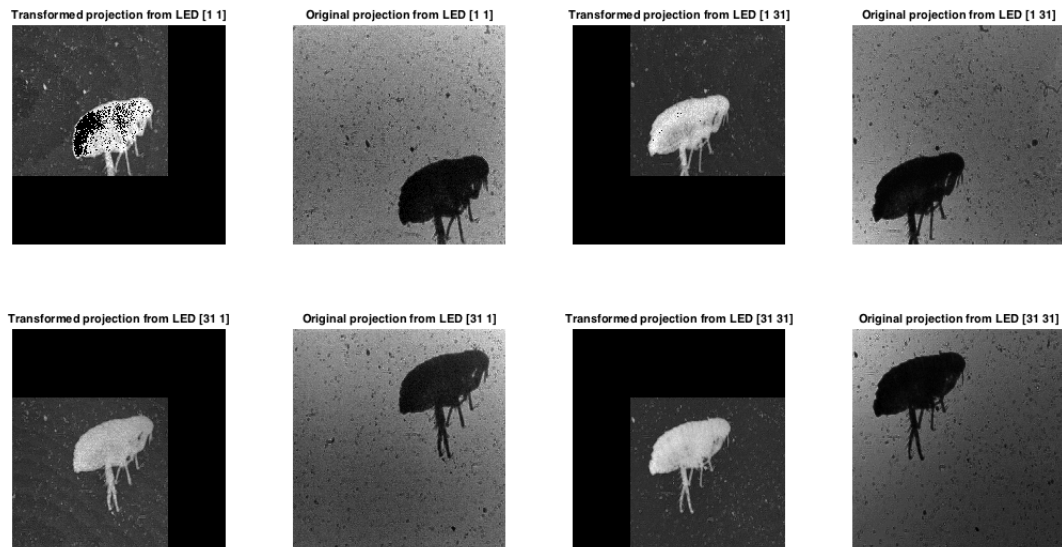 Transformed projection from LED [1 1]
Original projection from LED [1 1]
Transformed projection from LED [1 31]
Original projection from LED [1 31]
Transformed projection from LED [31 1]
Original projection from LED [31 1]
Transformed projection from LED [31 31]
Original projection from LED [31 31]